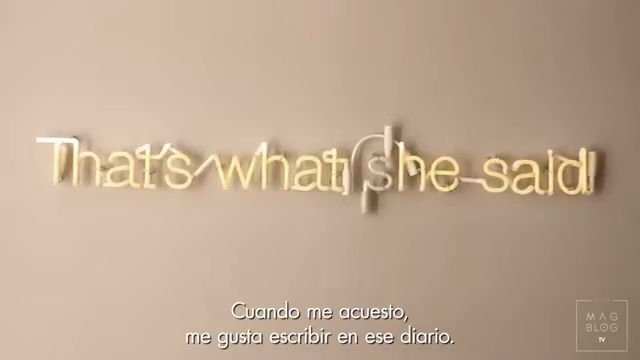 That's what she said
Cuando me acuesto,
me gusta escribir en ese diario.
MAG
BLOG
TV